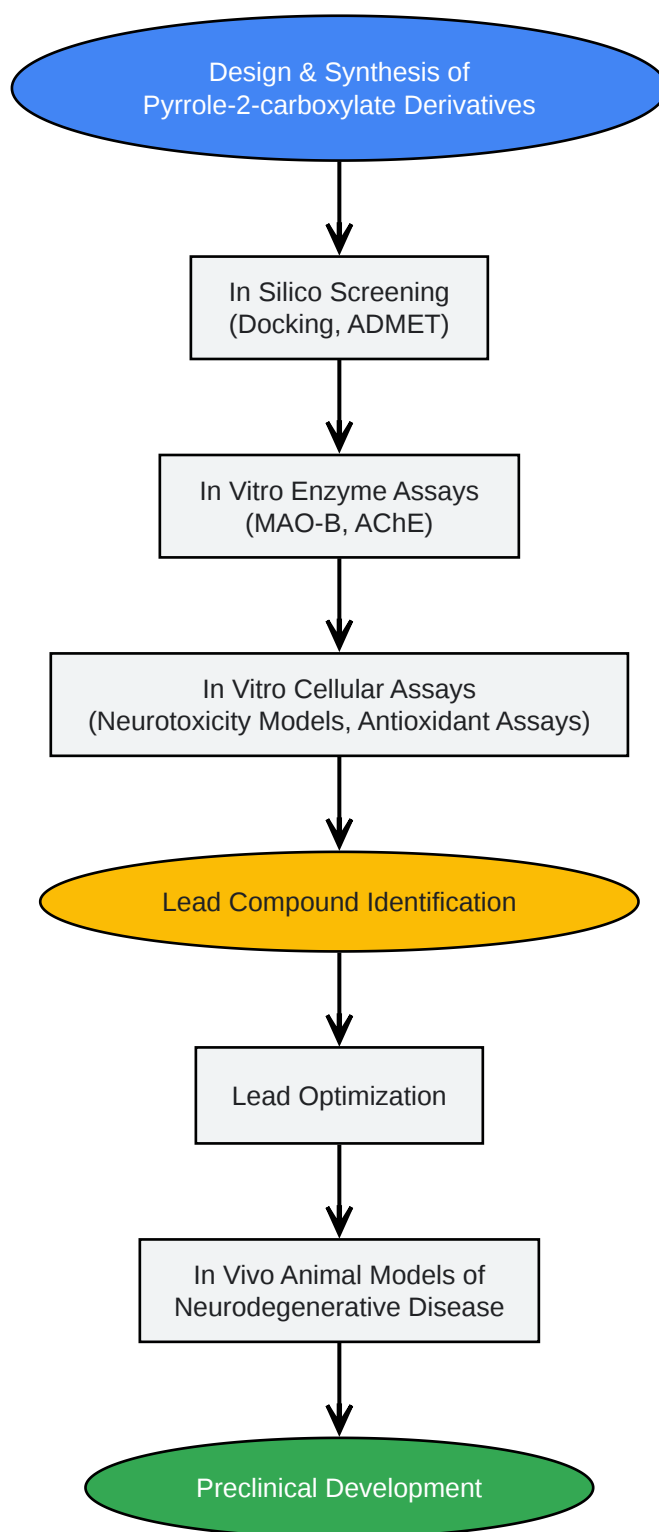 Design & Synthesis of
Pyrrole-2-carboxylate Derivatives
In Silico Screening
(Docking, ADMET)
In Vitro Enzyme Assays
(MAO-B, AChE)
In Vitro Cellular Assays
(Neurotoxicity Models, Antioxidant Assays)
Lead Compound Identification
Lead Optimization
In Vivo Animal Models of
Neurodegenerative Disease
Preclinical Development